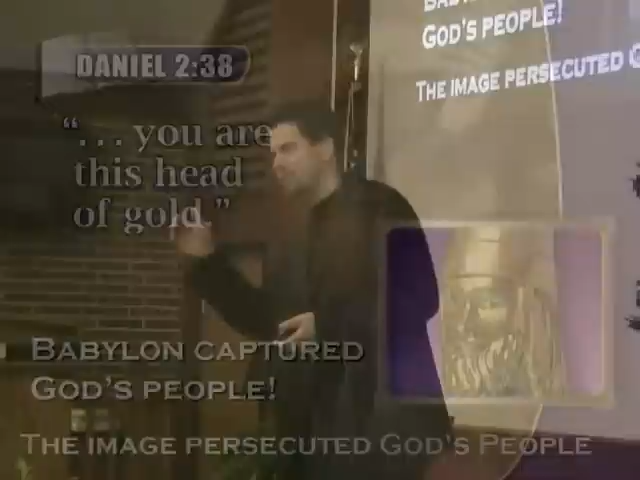 DANIEL 2:38
BABY
GOD'S PEOPLE!
THE IMAGE PERSECUTED G
“. . . you are
this head
of gold.”
BABYLON CAPTURED
GOD'S PEOPLE!
THE IMAGE PERSECUTED GOD'S PEOPLE